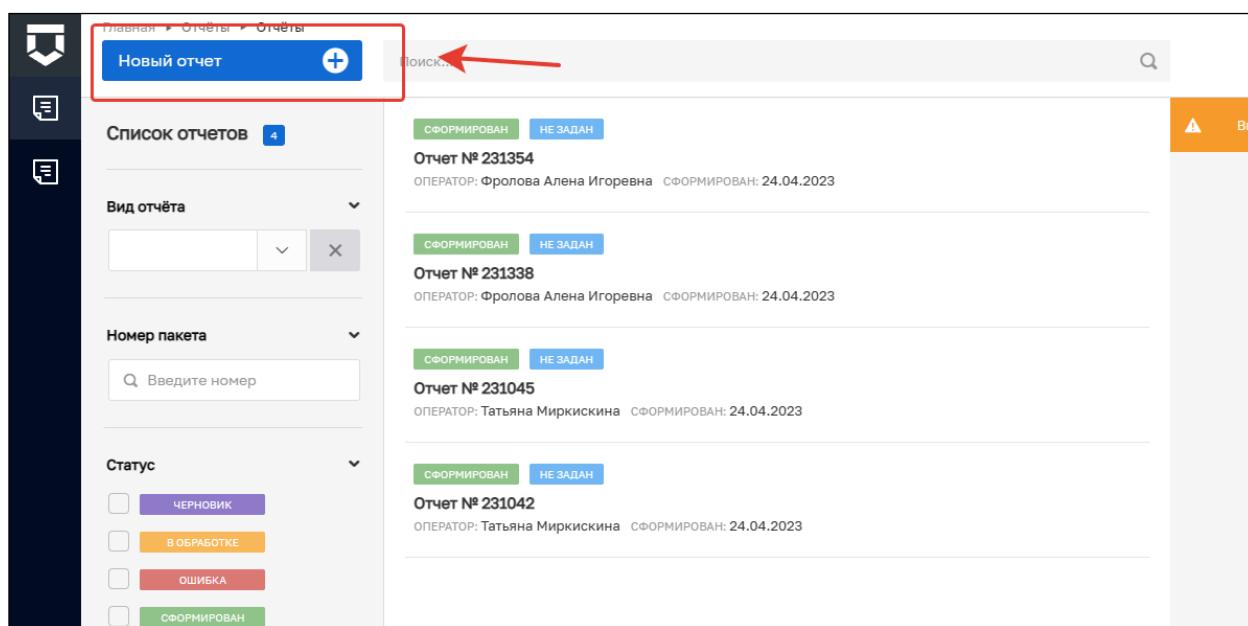 Главная ▸ Отчёты ▸ Отчёты
Новый отчет
Поиск...
Список отчетов 4
Вид отчёта
Номер пакета
Введите номер
Статус
ЧЕРНОВИК
В ОБРАБОТКЕ
ОШИБКА
СФОРМИРОВАН
СФОРМИРОВАН НЕ ЗАДАН
Отчет № 231354
ОПЕРАТОР: Фролова Алена Игоревна СФОРМИРОВАН: 24.04.2023
СФОРМИРОВАН НЕ ЗАДАН
Отчет № 231338
ОПЕРАТОР: Фролова Алена Игоревна СФОРМИРОВАН: 24.04.2023
СФОРМИРОВАН НЕ ЗАДАН
Отчет № 231045
ОПЕРАТОР: Татьяна Миркискина СФОРМИРОВАН: 24.04.2023
СФОРМИРОВАН НЕ ЗАДАН
Отчет № 231042
ОПЕРАТОР: Татьяна Миркискина СФОРМИРОВАН: 24.04.2023